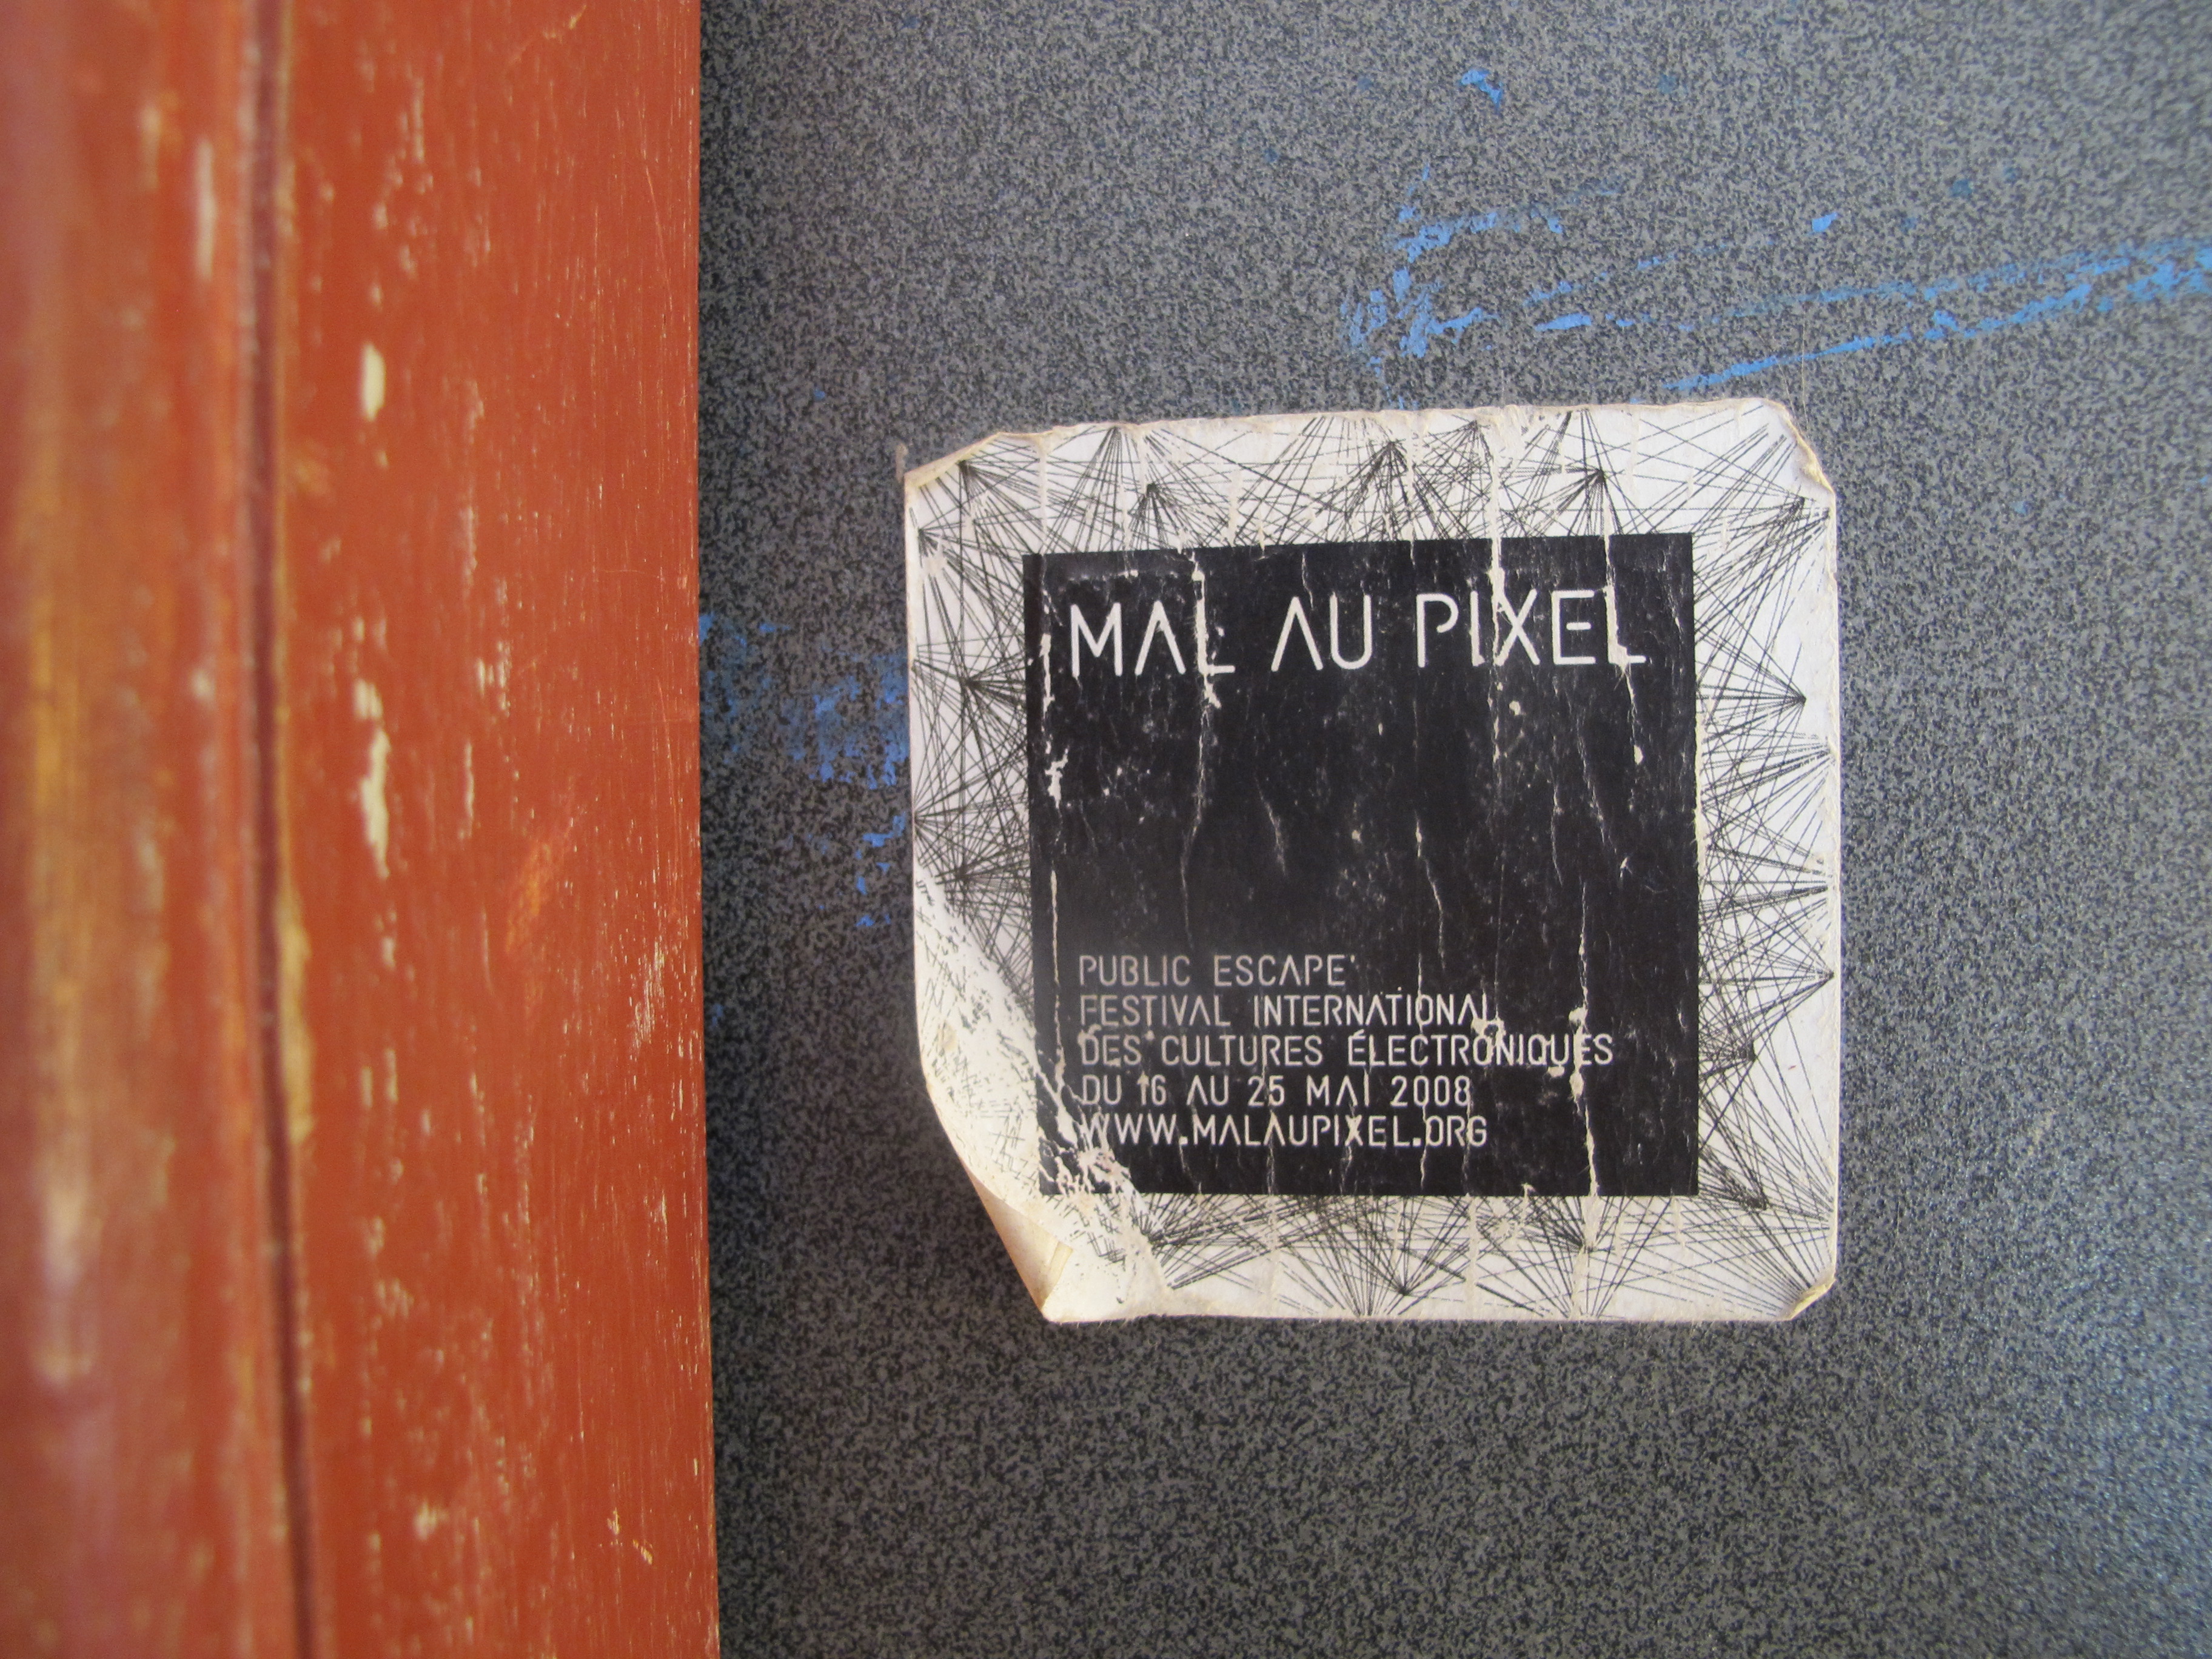 MAL AU PIXEL
PUBLIC ESCAPE'
FESTIVAL INTERNATIONAL
DES CULTURES ÉLECTRONIQUES
DU 16 AU 25 MAI 2008
WWW.MALAUPIXEL.ORG